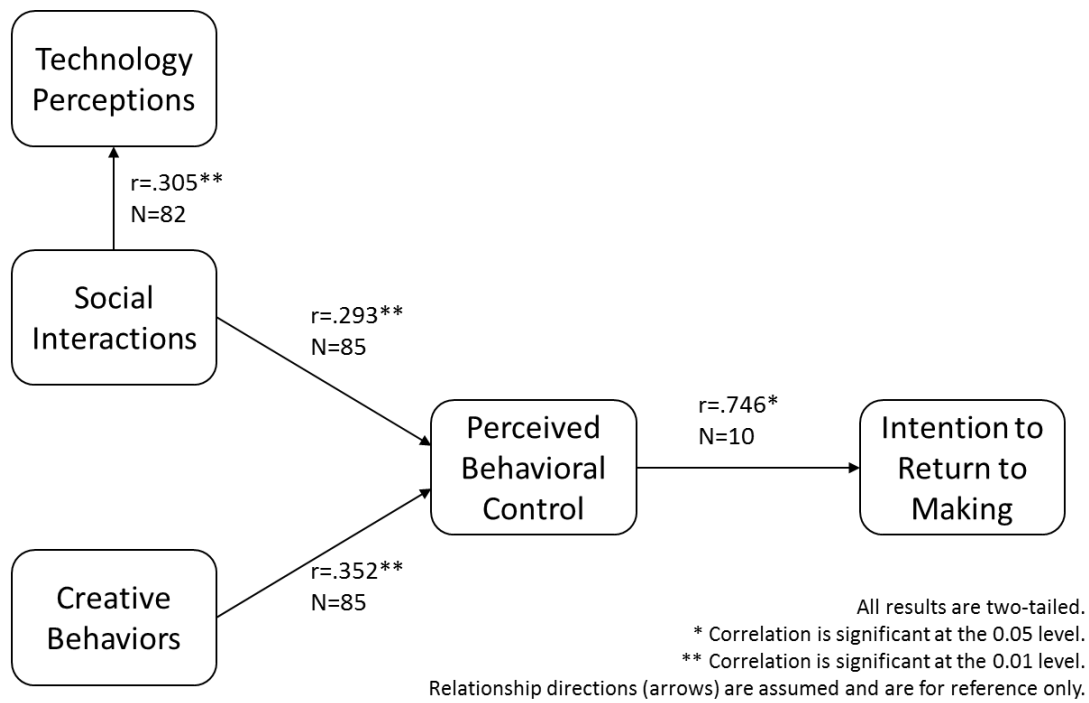 Technology
Perceptions
r=.305**
N=82
Social
Interactions
r=.293**
N=85
Perceived
Behavioral
Control
r=.746*
N=10
Intention to
Return to
Making
Creative
Behaviors
r=.352**
N=85
All results are two-tailed.
* Correlation is significant at the 0.05 level.
** Correlation is significant at the 0.01 level.
Relationship directions (arrows) are assumed and are for reference only.